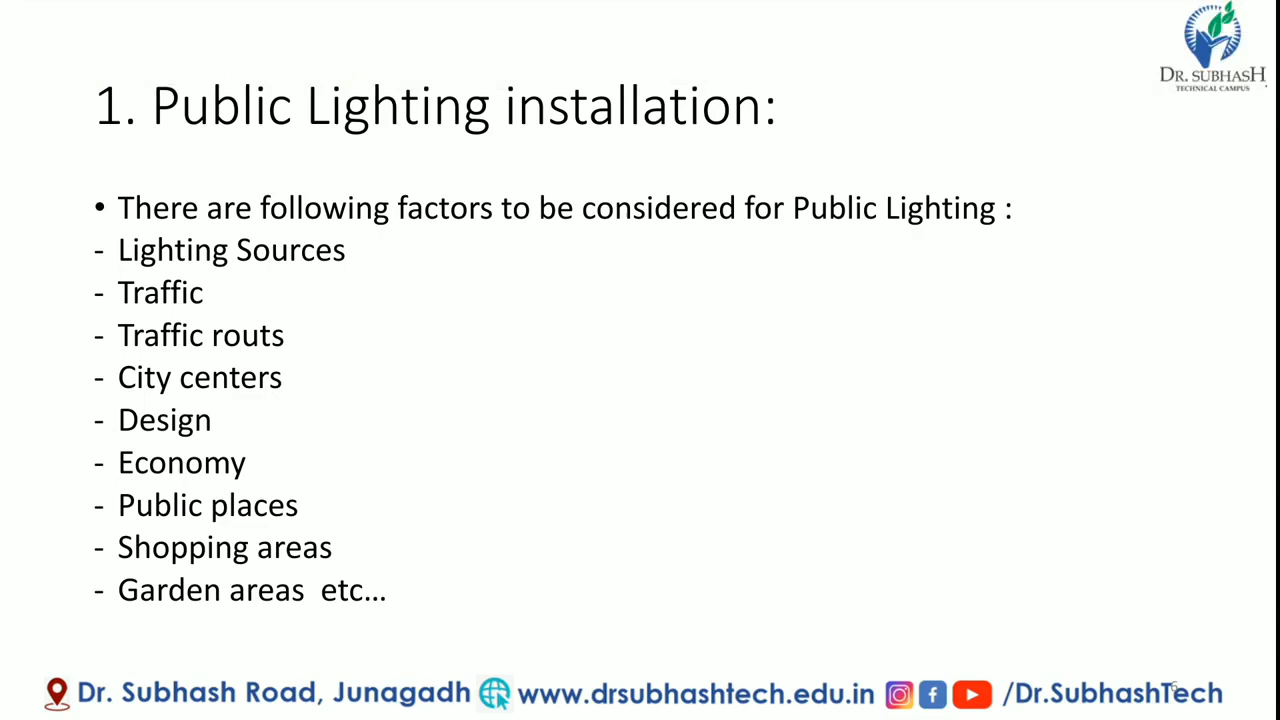 DR. SUBHASH
TECHNICAL CAMPUS
1. Public Lighting installation:
• There are following factors to be considered for Public Lighting :
- Lighting Sources
- Traffic
- Traffic routs
- City centers
- Design
- Economy
- Public places
- Shopping areas
- Garden areas  etc...
Dr. Subhash Road, Junagadh www.drsubhashtech.edu.in /Dr.SubhashTech
6